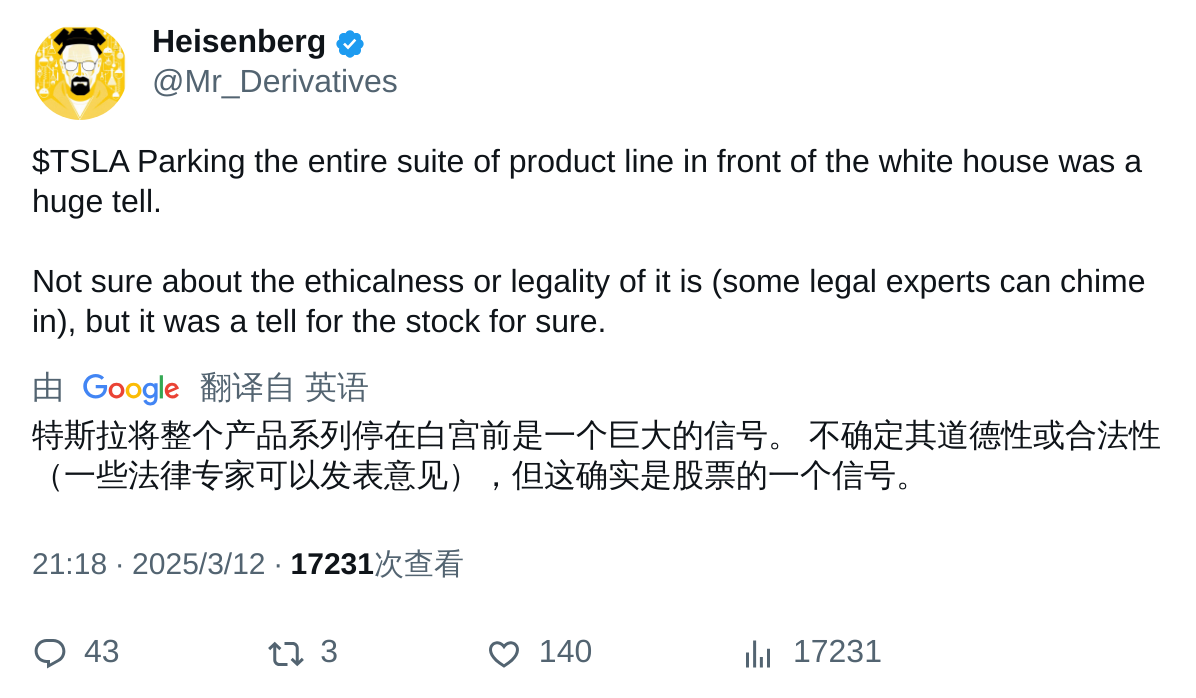 Heisenberg
@Mr_Derivatives
$TSLA Parking the entire suite of product line in front of the white house was a
huge tell.
Not sure about the ethicalness or legality of it is (some legal experts can chime
in), but it was a tell for the stock for sure.
由 Google 翻译自 英语
特斯拉将整个产品系列停在白宫前是一个巨大的信号。 不确定其道德性或合法性
（一些法律专家可以发表意见），但这确实是股票的一个信号。
21:18 · 2025/3/12 · 17231次查看
43 3 140 17231